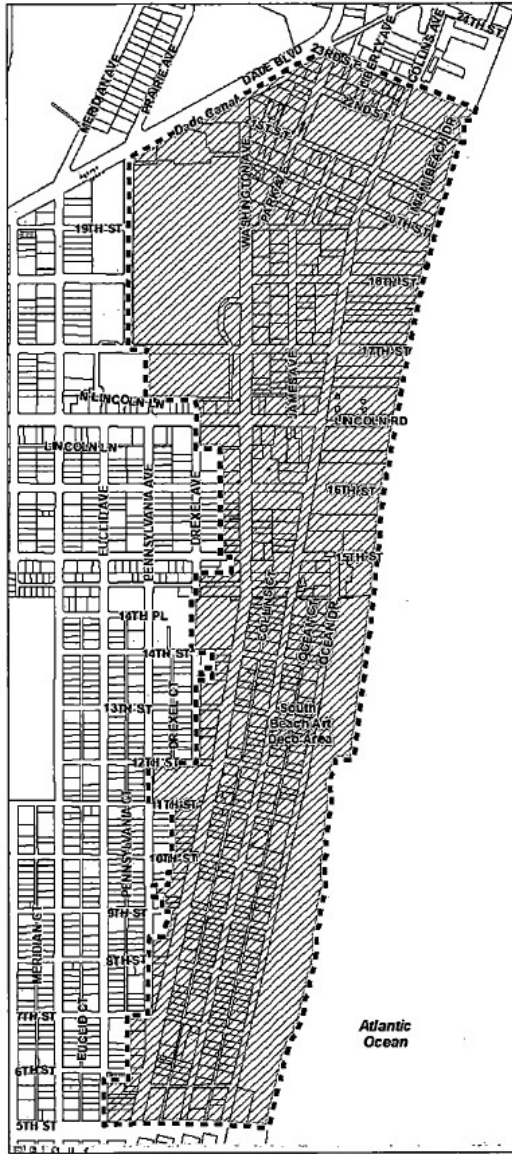 24TH ST
COLLINS AVE
LIBERTY AVE
23RD ST
MERIDIAN AVE
PRAIRIE AVE
DADE BLVD
Dade Canal
22ND ST
21ST ST
WASHINGTON AVE
PARK AVE
MIAMI BEACH DR
20TH ST
19TH ST
18TH ST
17TH ST
JAMES AVE
N LINCOLN LN
LINCOLN RD
LINCOLN LN
EUCLID AVE
PENNSYLVANIA AVE
DREXEL AVE
16TH ST
15TH ST
COLLINS CT
OCEAN CT
OCEAN DR
14TH PL
14TH ST
DREXEL CT
13TH ST
South
Beach Art
Deco Area
12TH ST
PENNSYLVANIA CT
11TH ST
10TH ST
9TH ST
MERIDIAN CT
8TH ST
7TH ST
EUCLID CT
Atlantic
Ocean
6TH ST
5TH ST